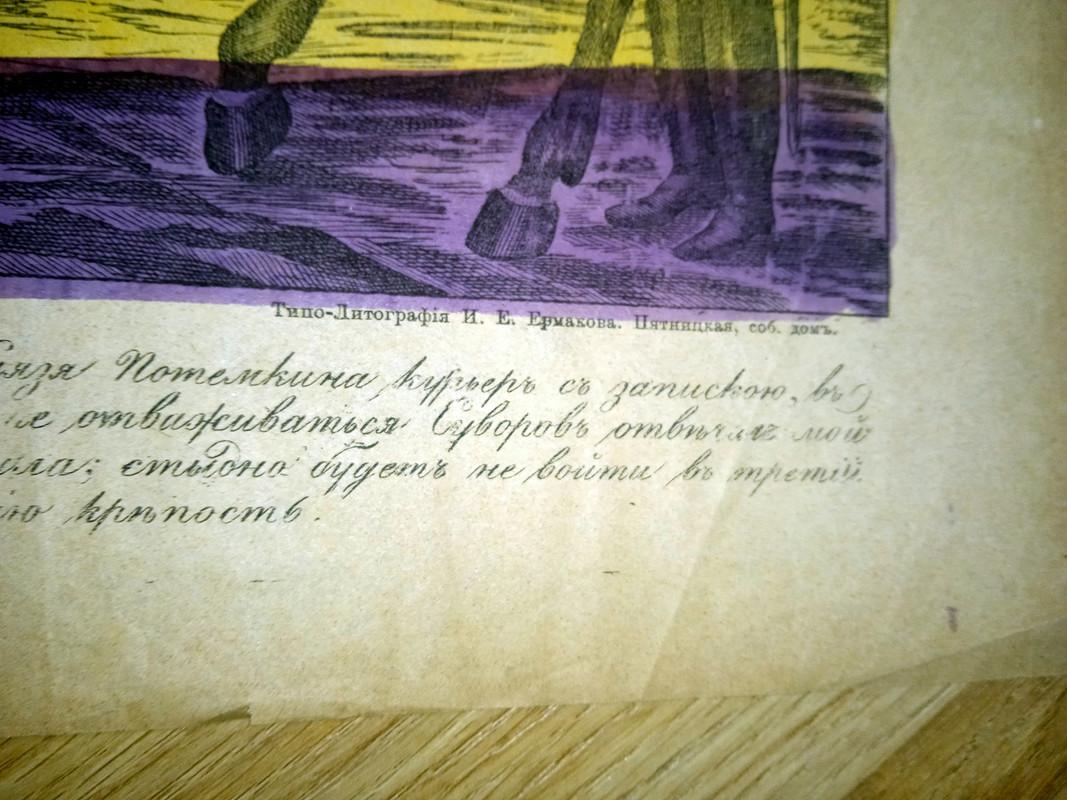 Типо-Литографія И. Е. Ермакова. Пятницкая, соб. домъ.
Потемкина курьеръ съ запискою, въ
отваживаться Суворовъ отвѣчалъ мой
стыдно будетъ не войти въ третій
крѣпость.